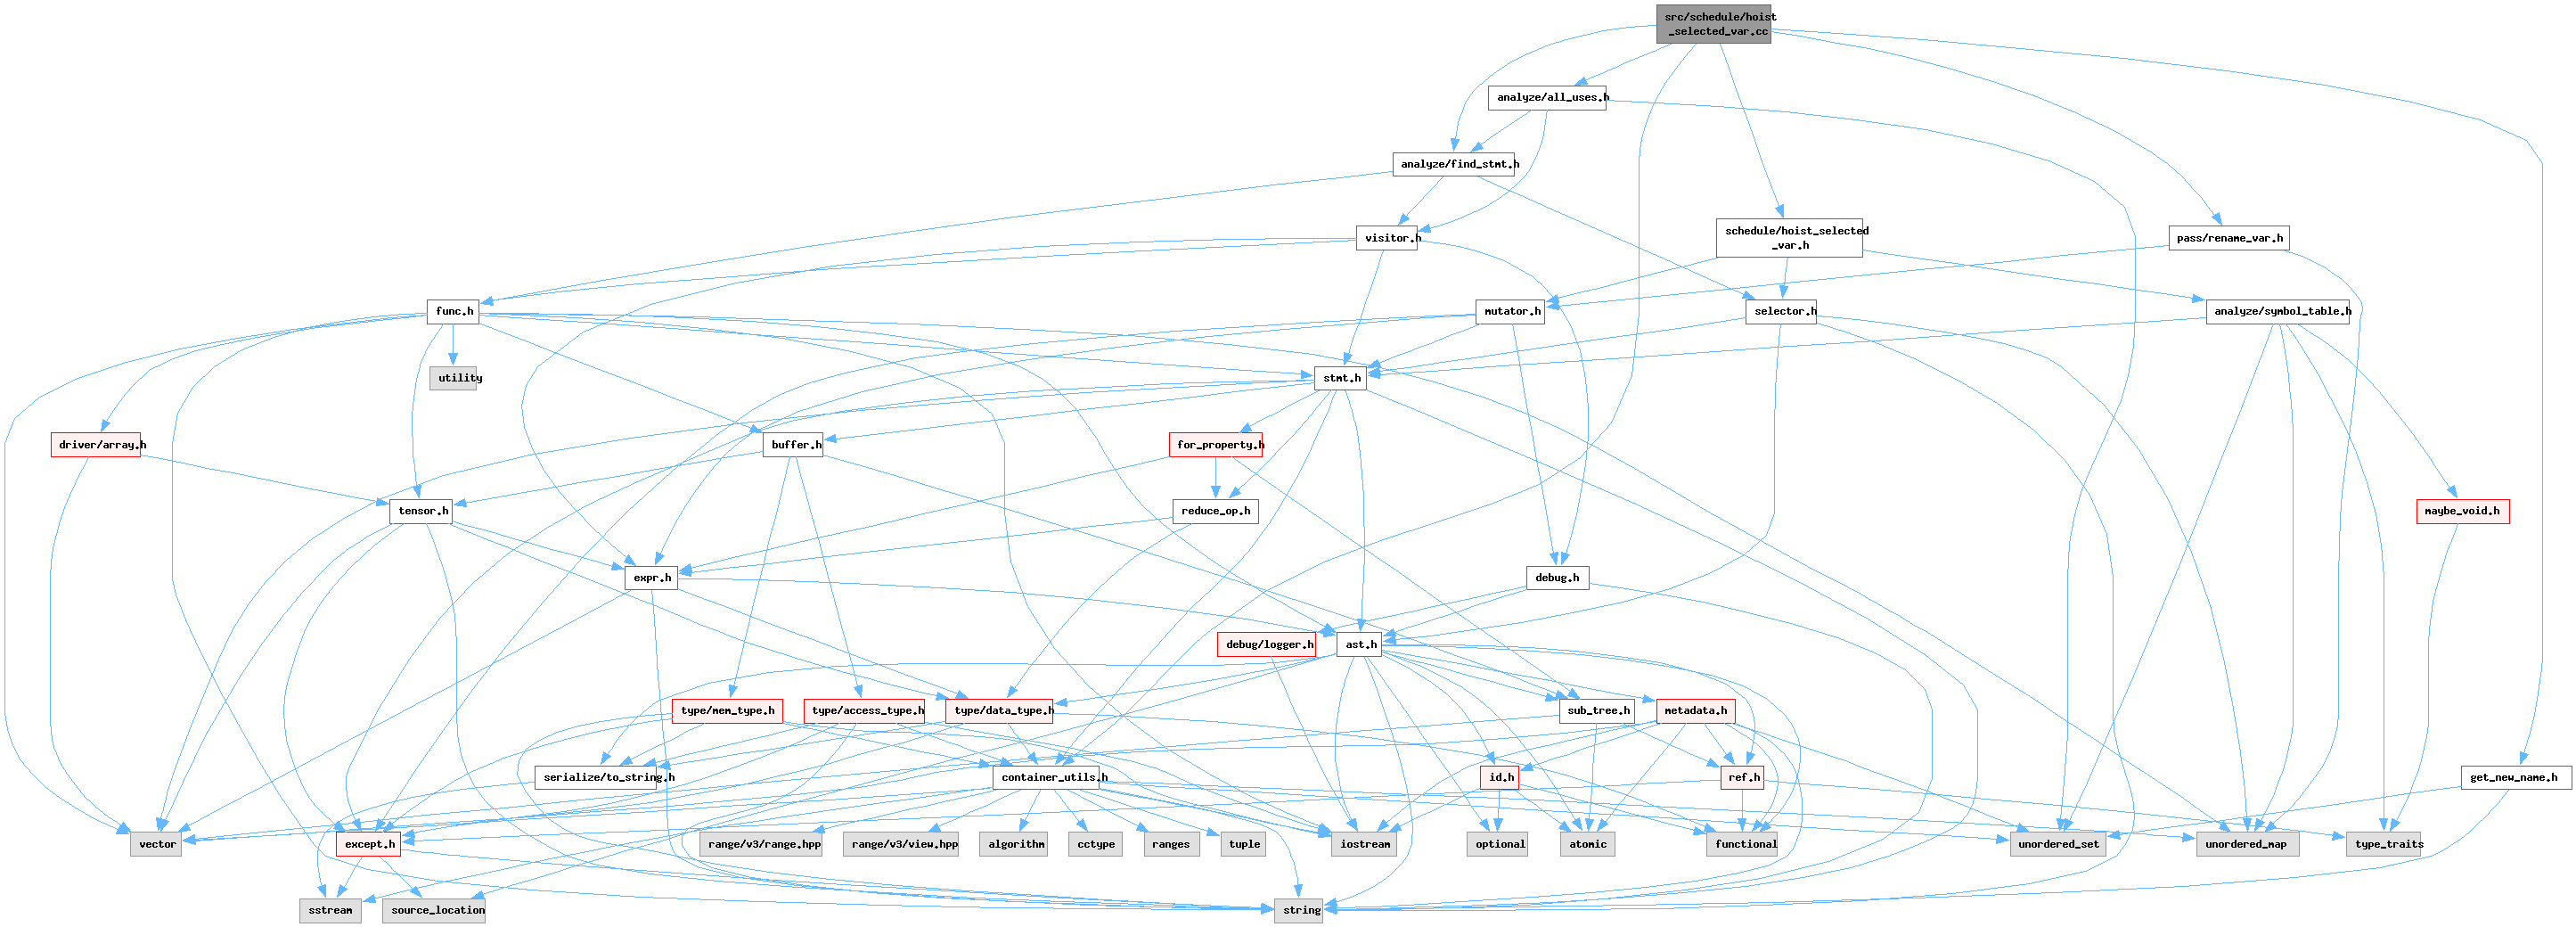 src/schedule/hoist
_selected_var.cc
analyze/all_uses.h
analyze/find_stmt.h
schedule/hoist_selected
_var.h
visitor.h
pass/rename_var.h
func.h
mutator.h
selector.h
analyze/symbol_table.h
utility
stmt.h
driver/array.h
buffer.h
for_property.h
tensor.h
reduce_op.h
maybe_void.h
expr.h
debug.h
debug/logger.h
ast.h
type/mem_type.h
type/access_type.h
type/data_type.h
sub_tree.h
metadata.h
serialize/to_string.h
container_utils.h
id.h
ref.h
get_new_name.h
vector
except.h
range/v3/range.hpp
range/v3/view.hpp
algorithm
cctype
ranges
tuple
iostream
optional
atomic
functional
unordered_set
unordered_map
type_traits
sstream
source_location
string